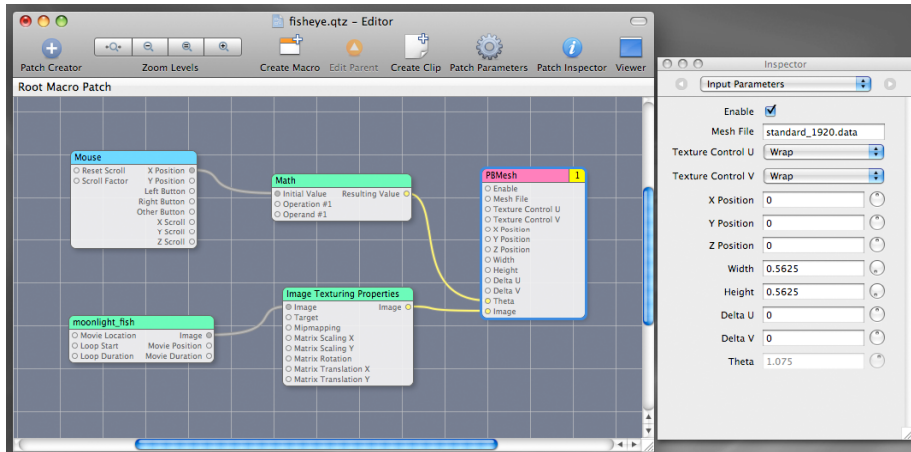 fisheye.qtz - Editor
Patch Creator
Zoom Levels
Create Macro
Edit Parent
Create Clip
Patch Parameters
Patch Inspector
Viewer
Root Macro Patch
Mouse
Reset Scroll X Position
Scroll Factor Y Position
Left Button
Right Button
Other Button
X Scroll
Y Scroll
Z Scroll
Math
Initial Value Resulting Value
Operation #1
Operand #1
PBMesh 1
Enable
Mesh File
Texture Control U
Texture Control V
X Position
Y Position
Z Position
Width
Height
Delta U
Delta V
Theta
Image
Image Texturing Properties
Image Image
Target
Mipmapping
Matrix Scaling X
Matrix Scaling Y
Matrix Rotation
Matrix Translation X
Matrix Translation Y
moonlight_fish
Movie Location Image
Loop Start Movie Position
Loop Duration Movie Duration
Inspector
Input Parameters
Enable
Mesh File standard_1920.data
Texture Control U Wrap
Texture Control V Wrap
X Position 0
Y Position 0
Z Position 0
Width 0.5625
Height 0.5625
Delta U 0
Delta V 0
Theta 1.075